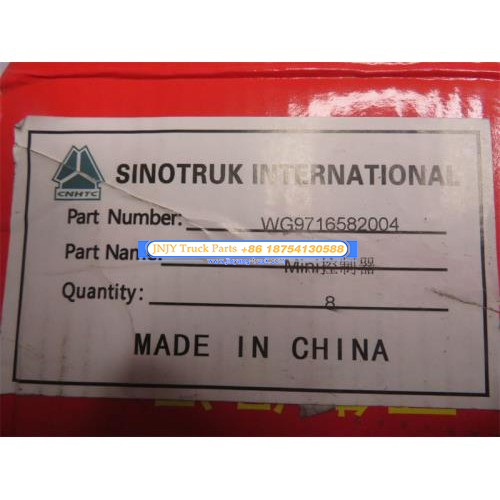 SINOTRUK INTERNATIONAL
CNHTC
Part Number: WG9716582004
Part Name: Mini控制器
JNJY Truck Parts +86 18754130588
Quantity: 8
MADE IN CHINA